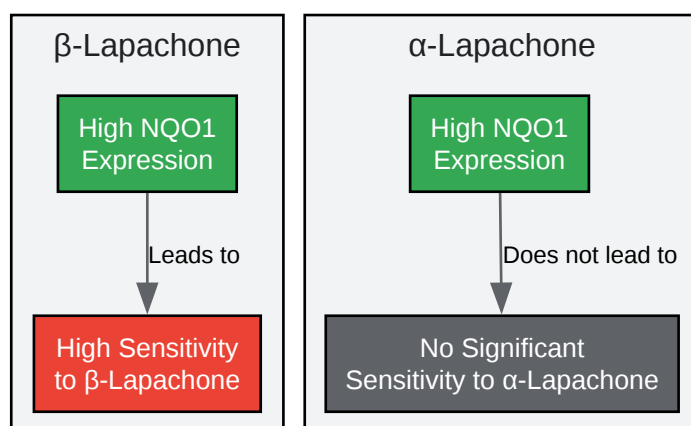 β-Lapachone
High NQO1
Expression
Leads to
High Sensitivity
to β-Lapachone
α-Lapachone
High NQO1
Expression
Does not lead to
No Significant
Sensitivity to α-Lapachone